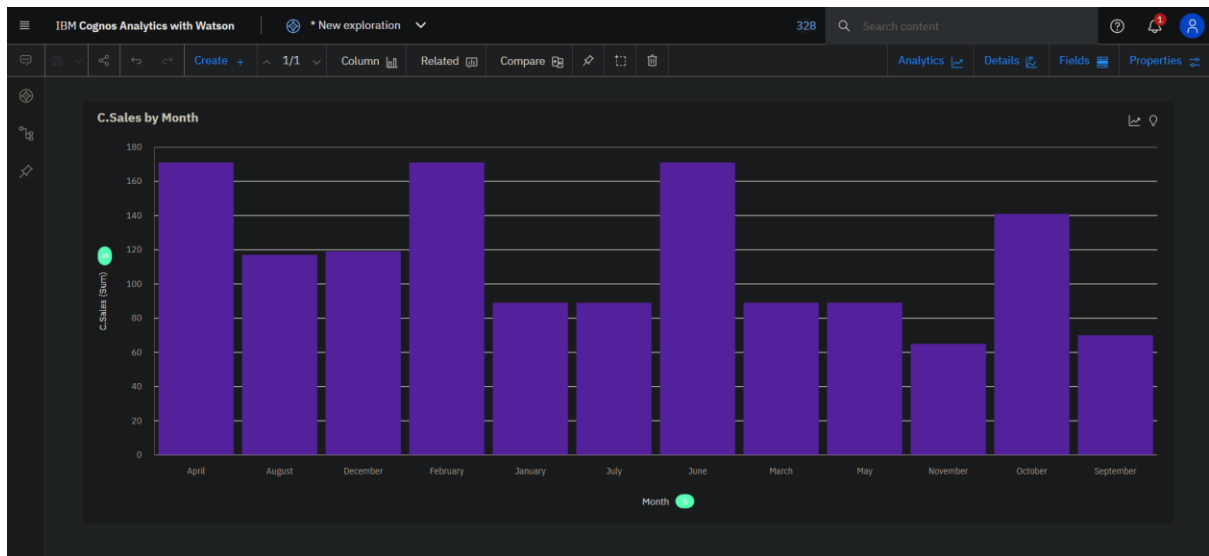 IBM Cognos Analytics with Watson
* New exploration
328
Search content
1
Create +
1/1
Column
Related
Compare
Analytics
Details
Fields
Properties
C.Sales by Month
180
160
140
120
100
80
60
40
20
0
C.Sales (Sum)
April August December February January July June March May November October September
Month